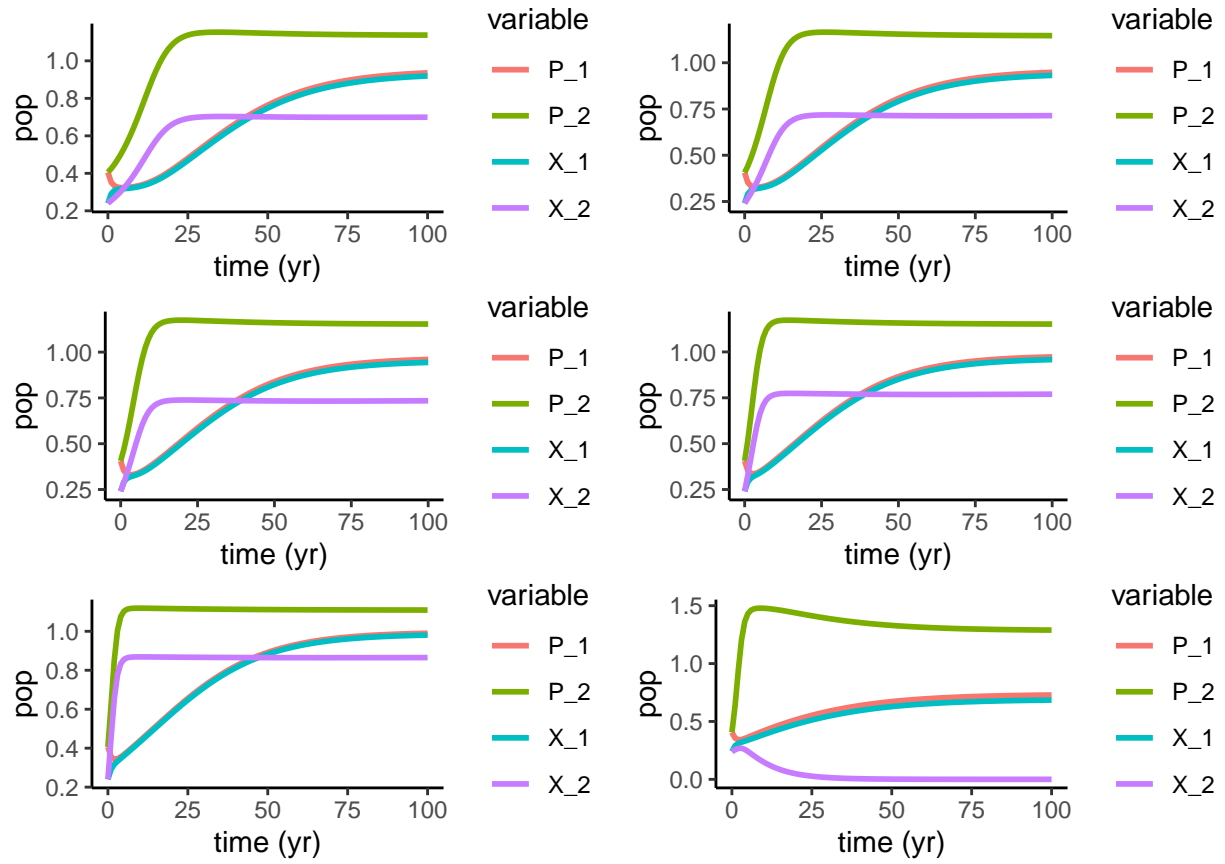 variable
pop
1.0
0.8
0.6
0.4
0.2
0 25 50 75 100
time (yr)
P_1
P_2
X_1
X_2
variable
pop
1.00
0.75
0.50
0.25
0 25 50 75 100
time (yr)
P_1
P_2
X_1
X_2
variable
pop
1.00
0.75
0.50
0.25
0 25 50 75 100
time (yr)
P_1
P_2
X_1
X_2
variable
pop
1.00
0.75
0.50
0.25
0 25 50 75 100
time (yr)
P_1
P_2
X_1
X_2
variable
pop
1.0
0.8
0.6
0.4
0.2
0 25 50 75 100
time (yr)
P_1
P_2
X_1
X_2
variable
pop
1.5
1.0
0.5
0.0
0 25 50 75 100
time (yr)
P_1
P_2
X_1
X_2